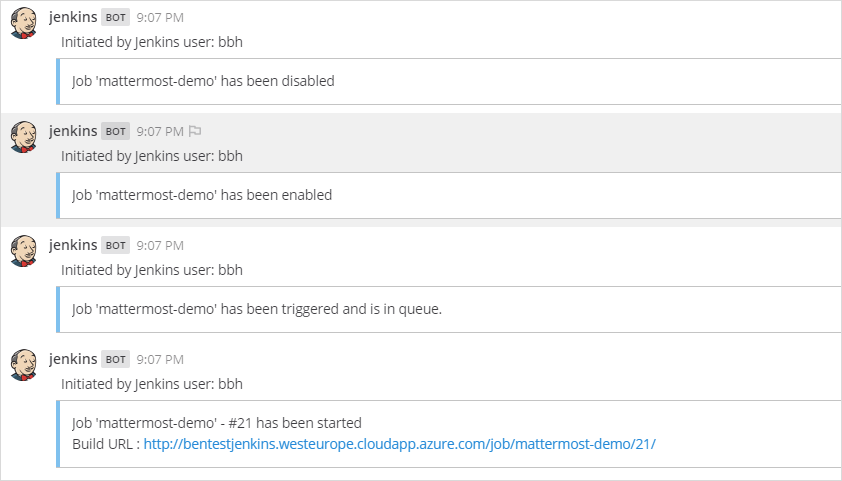 jenkins BOT 9:07 PM
Initiated by Jenkins user: bbh
Job 'mattermost-demo' has been disabled
jenkins BOT 9:07 PM
Initiated by Jenkins user: bbh
Job 'mattermost-demo' has been enabled
jenkins BOT 9:07 PM
Initiated by Jenkins user: bbh
Job 'mattermost-demo' has been triggered and is in queue.
jenkins BOT 9:07 PM
Initiated by Jenkins user: bbh
Job 'mattermost-demo' - #21 has been started
Build URL : http://bentestjenkins.westeurope.cloudapp.azure.com/job/mattermost-demo/21/